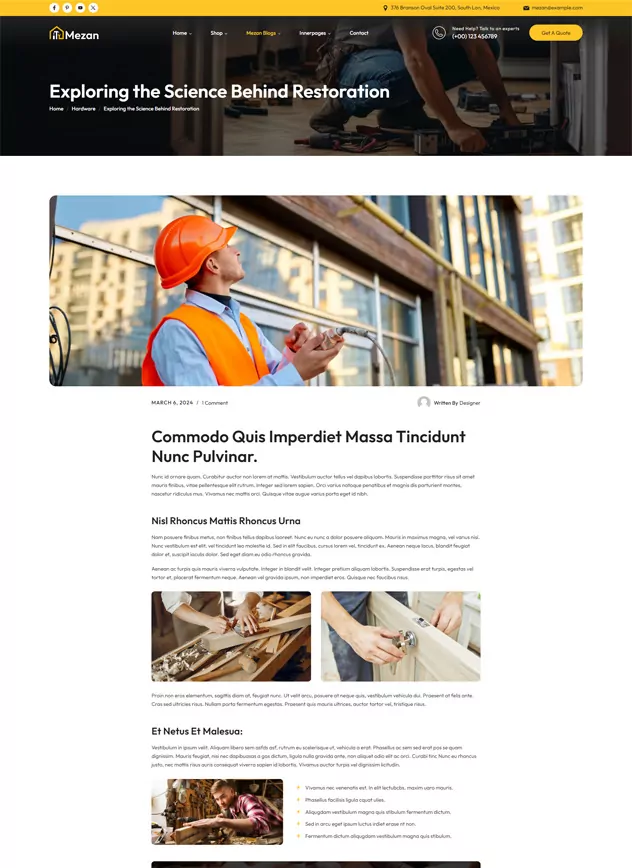 376 Branson Oval Suite 200, South Lon, Mexico
mezan@example.com
Mezan
Home
Shop
Mezan Blogs
Innerpages
Contact
Need Help? Talk to an experts
(+00) 123 456789
Get A Quote
Exploring the Science Behind Restoration
Home / Hardware / Exploring the Science Behind Restoration
MARCH 6, 2024 / 1 Comment
Written By Designer
Commodo Quis Imperdiet Massa Tincidunt
Nunc Pulvinar.
Nunc id ornare quam. Curabitur auctor non lorem at mattis. Vestibulum auctor tellus vel dapibus lobortis. Suspendisse porttitor risus sit amet
mauris finibus, vitae pellentesque elit rutrum. Integer sed lorem sapien. Orci varius natoque penatibus et magnis dis parturient montes,
nascetur ridiculus mus. Vivamus nec mattis orci. Quisque vitae augue varius porta eget id nibh.
Nisl Rhoncus Mattis Rhoncus Urna
Nam posuere finibus metus, non finibus tellus dapibus laoreet. Nunc eu nunc a dolor posuere aliquam. Mauris in maximus magna, vel varius nisl.
Nunc vestibulum est elit, vel tincidunt leo molestie id. Sed in elit faucibus, cursus lorem vel, tincidunt ex. Aenean neque lacus, blandit feugiat
dolor et, suscipit iaculis dolor. Sed eget diam eu odio rhoncus gravida.
Aenean ac turpis quis mauris viverra vulputate. Integer in blandit velit. Integer pretium aliquam lobortis. Suspendisse erat turpis, egestas vel
tortor et, placerat fermentum neque. Aenean vel gravida ipsum, non imperdiet eros. Quisque nec faucibus risus.
Proin non eros elementum, sagittis diam at, feugiat nunc. Ut velit arcu, posuere at neque quis, vestibulum vehicula dui. Praesent at felis ante.
Cras sed ultricies risus. Nullam porta fermentum egestas. Praesent quis mauris ultrices, auctor tortor vel, tristique risus.
Et Netus Et Malesua:
Vestibulum in ipsum velit. Aliquam libero sem asfds asf, rutrum eu scelerisque ut, vehicula a erat. Phasellus ac sem sed erat pos se quam
dignissim. Mauris feugiat, nei nec dapibusass a gas dictum, ligula nulla gravida ante, non aliquet odio elit ac orci. Curabi tinc Nunc eu rhoncus
justo, nec mattis risus auris consequat viverra sapien id lobortis. Vivamus auctor turpis vel dignissim licitudin.
Vivamus nec venenatis est. In elit lectusbcbs, maxim uero mauris.
Phasellus facilisis ligula capat ulies.
Aliqugdam vestibulum magna quis stibulum fermentum dictum.
Sed in arcu eget ipsum luctus indiet erase nt non.
Fermentum dictum aliqugdam vestibulum magna quis stibulum.